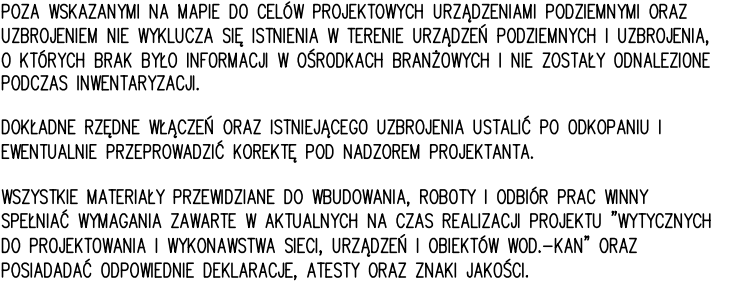 POZA WSKAZANYMI NA MAPIE DO CELÓW PROJEKTOWYCH URZĄDZENIAMI PODZIEMNYMI ORAZ
UZBROJENIEM NIE WYKLUCZA SIĘ ISTNIENIA W TERENIE URZĄDZEŃ PODZIEMNYCH I UZBROJENIA,
O KTÓRYCH BRAK BYŁO INFORMACJI W OŚRODKACH BRANŻOWYCH I NIE ZOSTAŁY ODNALEZIONE
PODCZAS INWENTARYZACJI.

DOKŁADNE RZĘDNE WŁĄCZEŃ ORAZ ISTNIEJĄCEGO UZBROJENIA USTALIĆ PO ODKOPANIU I
EWENTUALNIE PRZEPROWADZIĆ KOREKTĘ POD NADZOREM PROJEKTANTA.

WSZYSTKIE MATERIAŁY PRZEWIDZIANE DO WBUDOWANIA, ROBOTY I ODBIÓR PRAC WINNY
SPEŁNIAĆ WYMAGANIA ZAWARTE W AKTUALNYCH NA CZAS REALIZACJI PROJEKTU "WYTYCZNYCH
DO PROJEKTOWANIA I WYKONAWSTWA SIECI, URZĄDZEŃ I OBIEKTÓW WOD.-KAN" ORAZ
POSIADADAĆ ODPOWIEDNIE DEKLARACJE, ATESTY ORAZ ZNAKI JAKOŚCI.